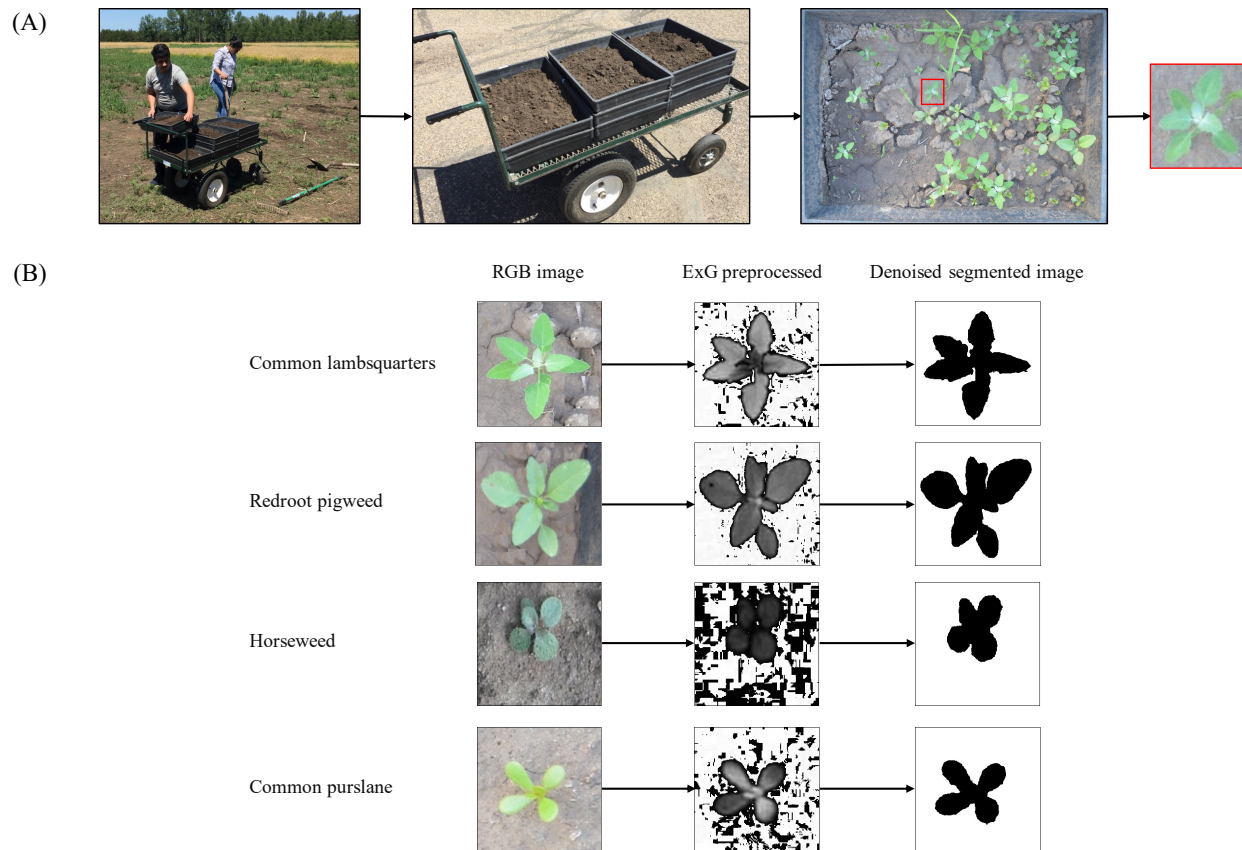 (A)
(B)
RGB image
ExG preprocessed
Denoised segmented image
Common lambsquarters
Redroot pigweed
Horseweed
Common purslane